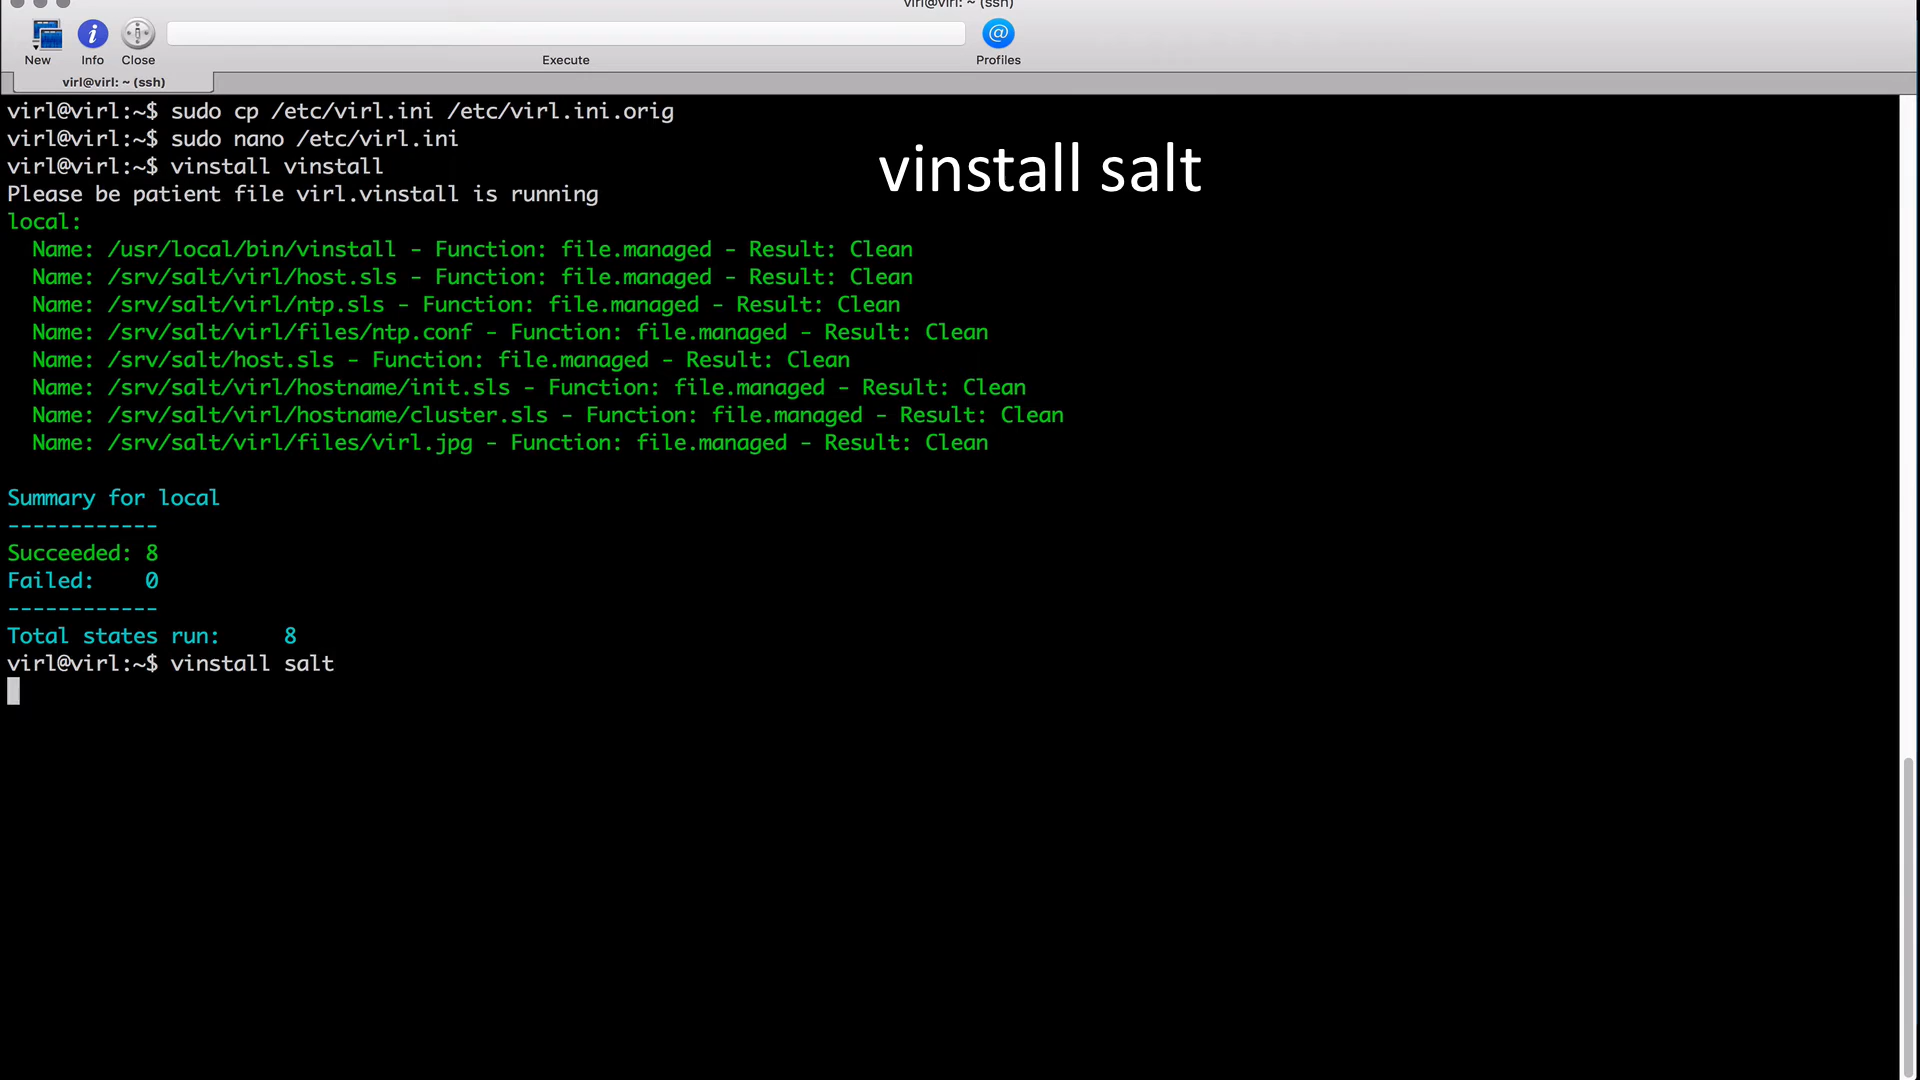 virl@virl: ~ (ssh)
New
Info
Close
Execute
Profiles
virl@virl: ~ (ssh)
virl@virl:~$ sudo cp /etc/virl.ini /etc/virl.ini.orig
virl@virl:~$ sudo nano /etc/virl.ini
virl@virl:~$ vinstall vinstall
vinstall salt
Please be patient file virl.vinstall is running
local:
Name: /usr/local/bin/vinstall - Function: file.managed - Result: Clean
Name: /srv/salt/virl/host.sls - Function: file.managed - Result: Clean
Name: /srv/salt/virl/ntp.sls - Function: file.managed - Result: Clean
Name: /srv/salt/virl/files/ntp.conf - Function: file.managed - Result: Clean
Name: /srv/salt/host.sls - Function: file.managed - Result: Clean
Name: /srv/salt/virl/hostname/init.sls - Function: file.managed - Result: Clean
Name: /srv/salt/virl/hostname/cluster.sls - Function: file.managed - Result: Clean
Name: /srv/salt/virl/files/virl.jpg - Function: file.managed - Result: Clean
Summary for local
------------
Succeeded: 8
Failed:    0
------------
Total states run:     8
virl@virl:~$ vinstall salt